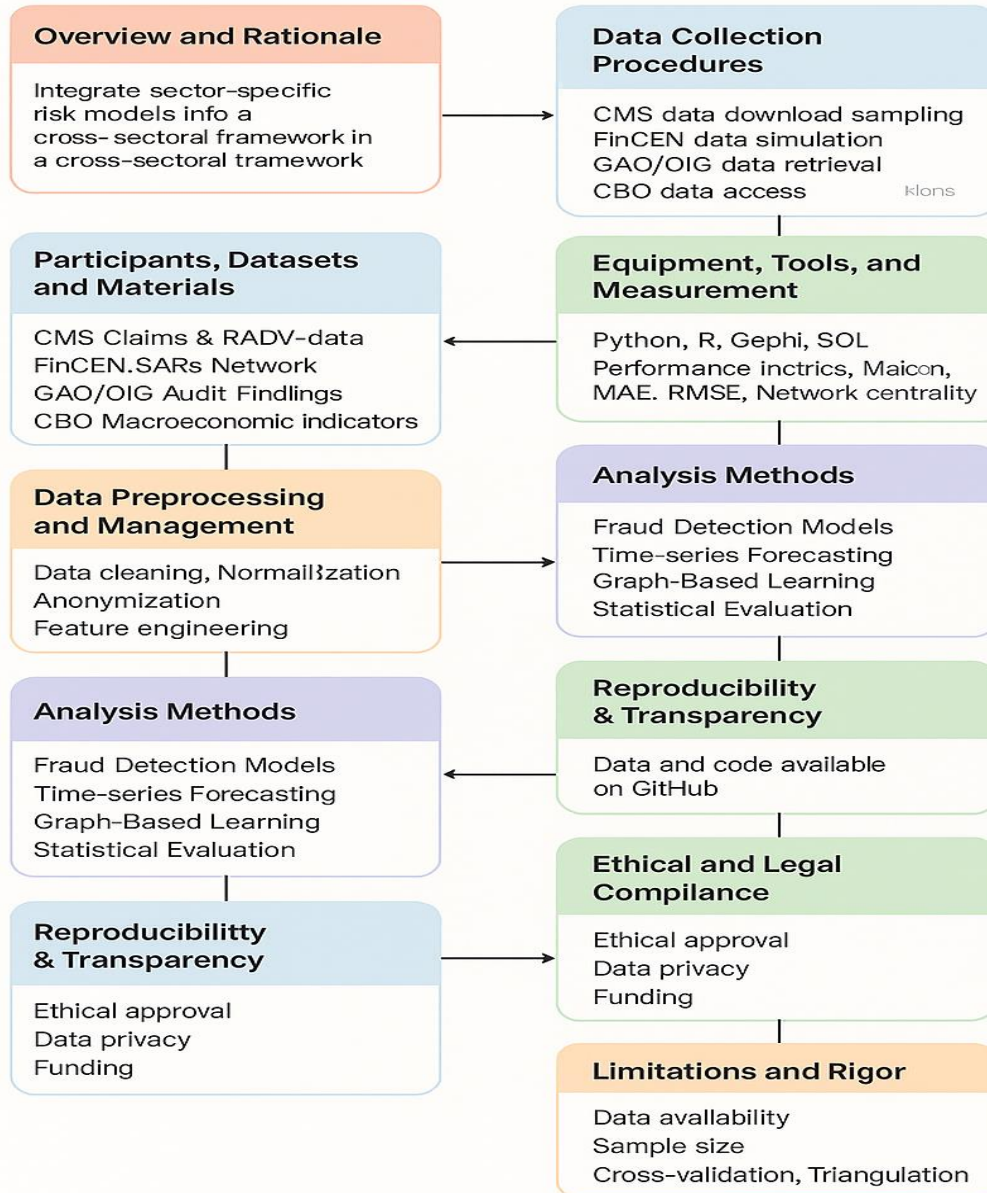 Overview and Rationale
Integrate sector-specific
risk models info a
cross-sectoral framework in
a cross-sectoral tramework
Data Collection
Procedures
CMS data download sampling
FinCEN data simulation
GAO/OIG data retrieval
CBO data access
klons
Participants, Datasets
and Materials
CMS Claims & RADV-data
FinCEN.SARs Network
GAO/OIG Audit Findlings
CBO Macroeconomic indicators
Equipment, Tools, and
Measurement
Python, R, Gephi, SOL
Performance inctrics, Maicon,
MAE. RMSE, Network centrality
Data Preprocessing
and Management
Data cleaning, Normail3zation
Anonymization
Feature engineering
Analysis Methods
Fraud Detection Models
Time-series Forecasting
Graph-Based Learning
Statistical Evaluation
Analysis Methods
Fraud Detection Models
Time-series Forecasting
Graph-Based Learning
Statistical Evaluation
Reproducibility
& Transparency
Data and code available
on GitHub
Reproducibilitty
& Transparency
Ethical approval
Data privacy
Funding
Ethical and Legal
Compilance
Ethical approval
Data privacy
Funding
Limitations and Rigor
Data avallability
Sample size
Cross-validation, Triangulation